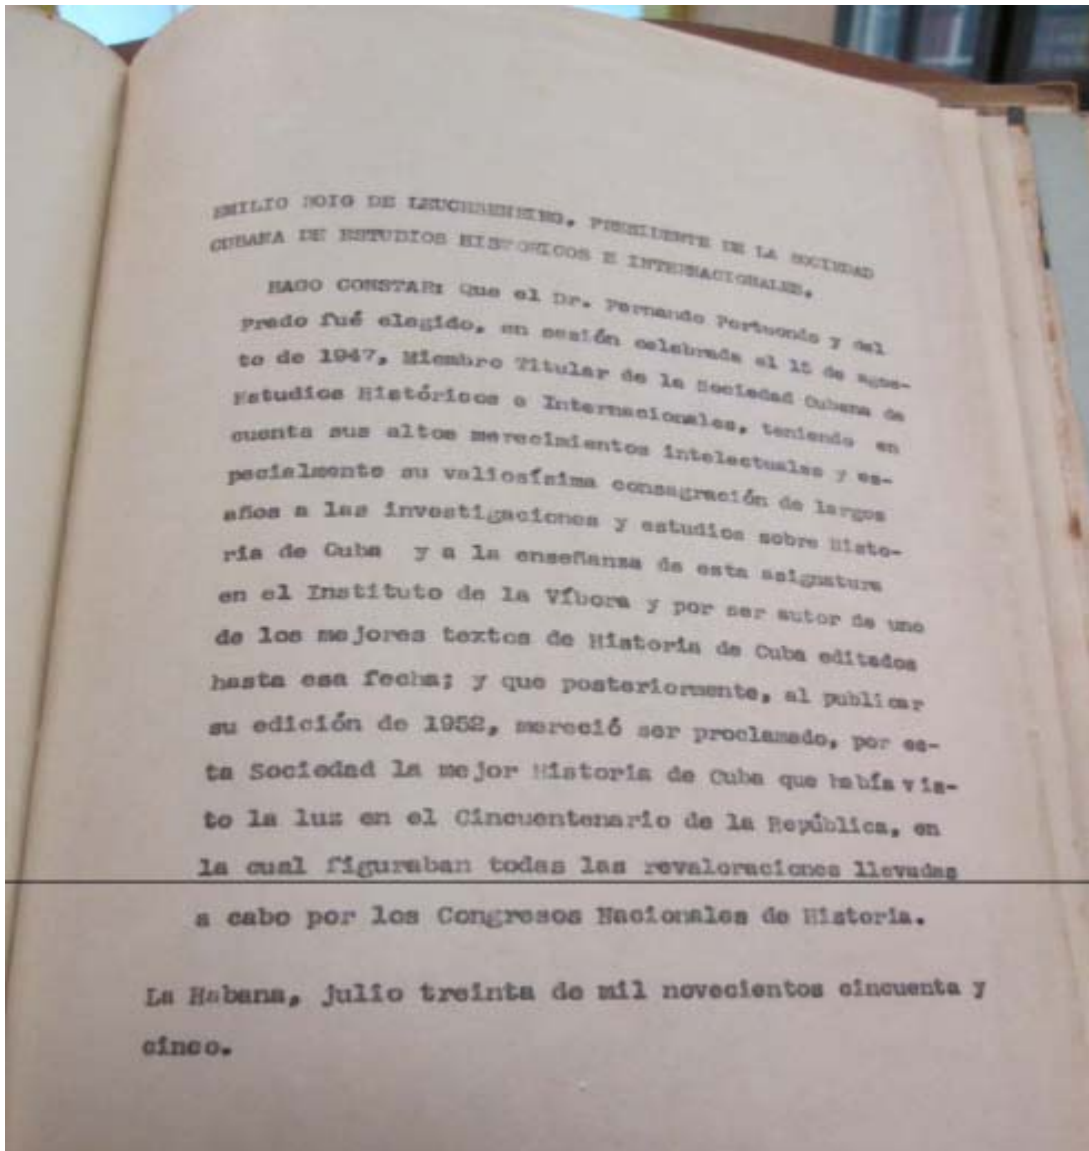 EMILIO ROIG DE LEUCHSENRING, PRESIDENTE DE LA SOCIEDAD
CUBANA DE ESTUDIOS HISTORICOS E INTERNACIONALES.
HAGO CONSTAR: Que el Dr. Fernando Portuondo y del
Prado fué elegido, en sesión celebrada el 15 de agos-
to de 1947, Miembro Titular de la Sociedad Cubana de
Estudios Históricos e Internacionales, teniendo en
cuenta sus altos merecimientos intelectuales y es-
pecialmente su valiosísima consagración de largos
años a las investigaciones y estudios sobre Histo-
ria de Cuba y a la enseñanza de esta asignatura
en el Instituto de la Víbora y por ser autor de uno
de los mejores textos de Historia de Cuba editados
hasta esa fecha; y que posteriormente, al publicar
su edición de 1952, mereció ser proclamado, por es-
ta Sociedad la mejor Historia de Cuba que había vis-
to la luz en el Cincuentenario de la República, en
la cual figuraban todas las revaloraciones llevadas
a cabo por los Congresos Nacionales de Historia.
La Habana, julio treinta de mil novecientos cincuenta y
cinco.